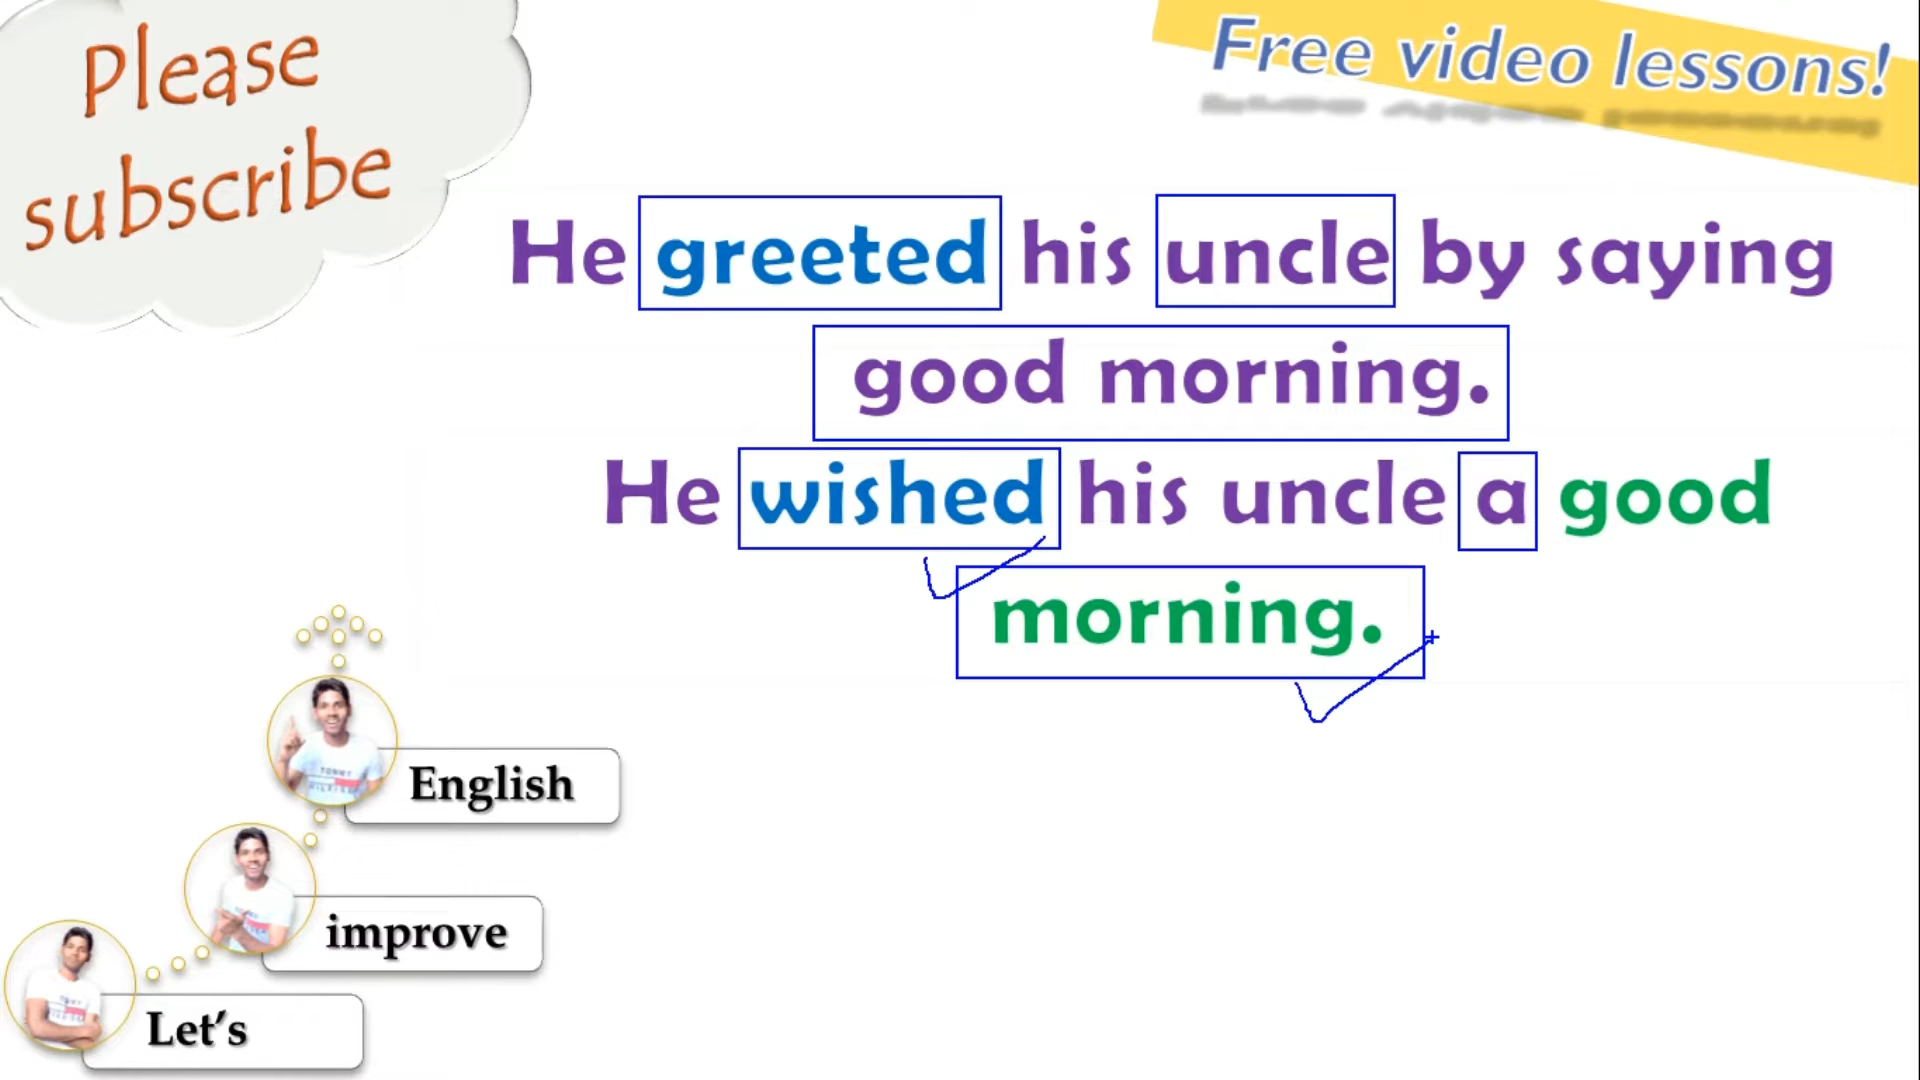 Please
subscribe
Free video lessons!
He greeted his uncle by saying
good morning.
He wished his uncle a good
morning.
English
improve
Let's